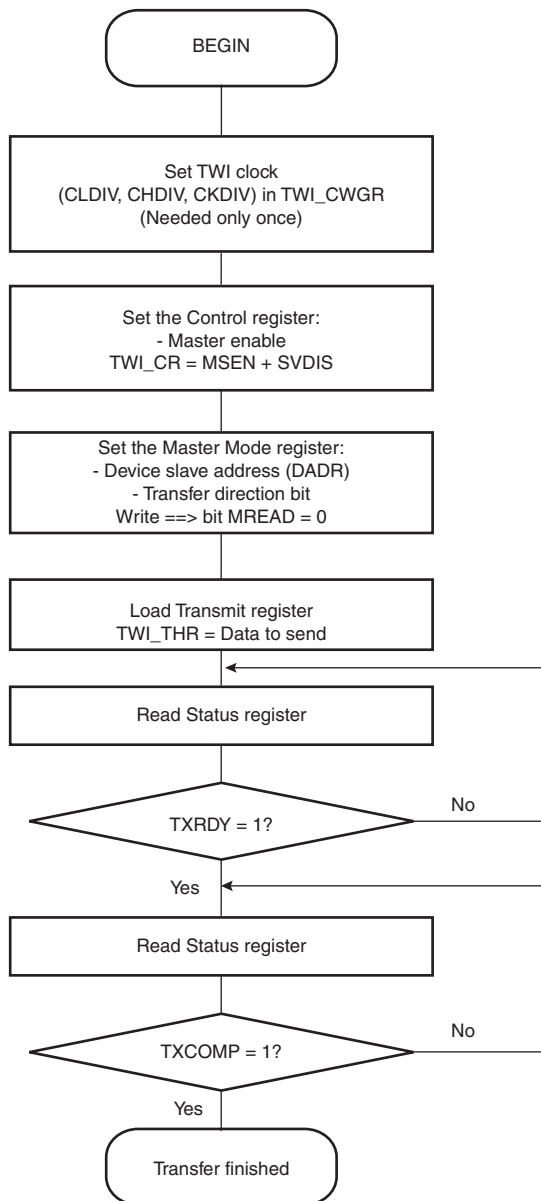 BEGIN
Set TWI clock
(CLDIV, CHDIV, CKDIV) in TWI_CWGR
(Needed only once)
Set the Control register:
- Master enable
TWI_CR = MSEN + SVDIS
Set the Master Mode register:
- Device slave address (DADR)
- Transfer direction bit
Write ==> bit MREAD = 0
Load Transmit register
TWI_THR = Data to send
Read Status register
TXRDY = 1?
No
Yes
Read Status register
TXCOMP = 1?
No
Yes
Transfer finished